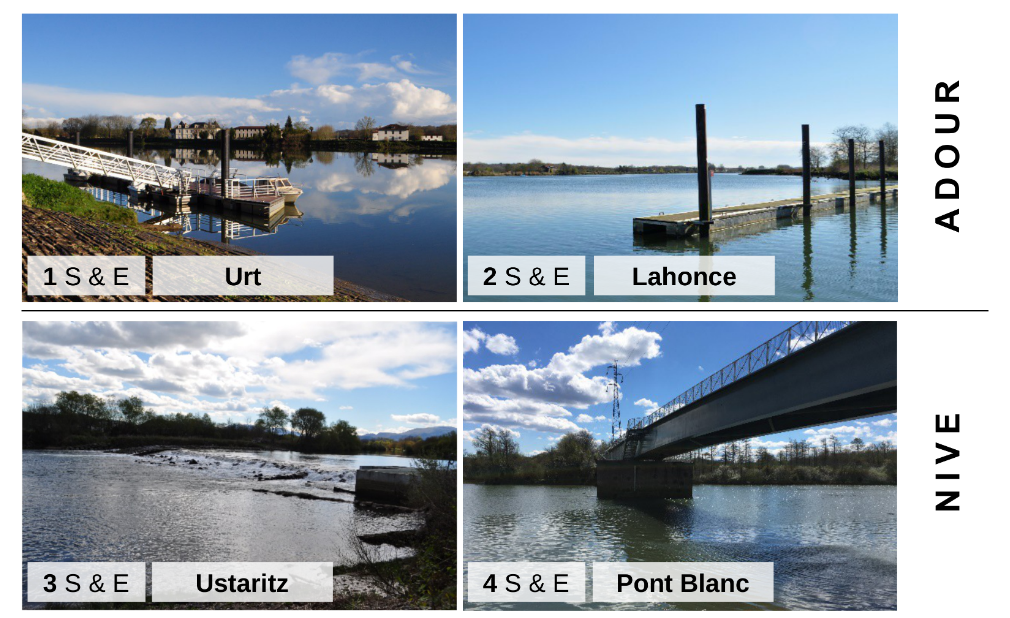 1 S & E
Urt
2 S & E
Lahonce
ADOUR
3 S & E
Ustaritz
4 S & E
Pont Blanc
NIVE